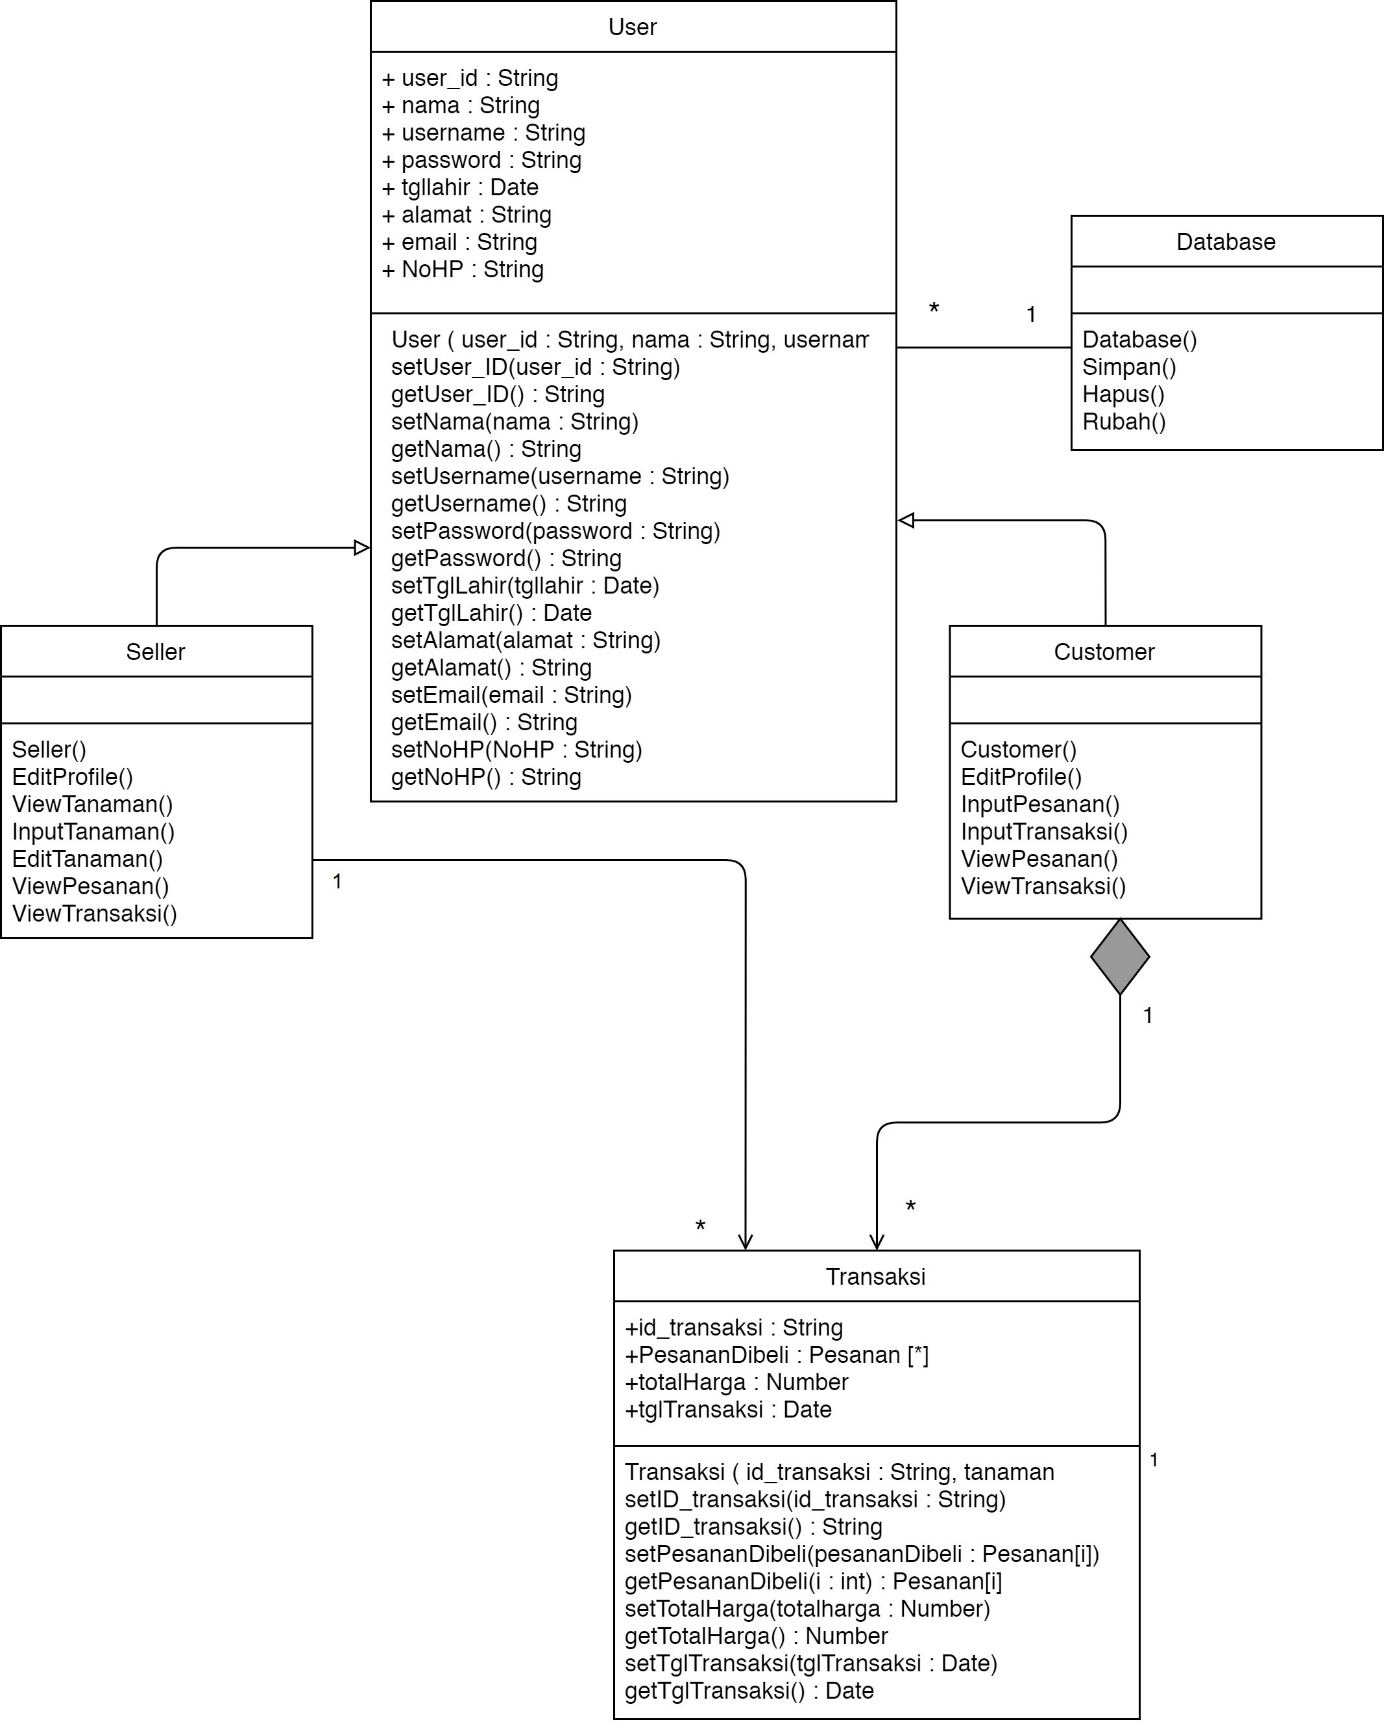 User
+ user_id : String
+ nama : String
+ username : String
+ password : String
+ tgllahir : Date
+ alamat : String
+ email : String
+ NoHP : String
User ( user_id : String, nama : String, usernam
setUser_ID(user_id : String)
getUser_ID() : String
setNama(nama : String)
getNama() : String
setUsername(username : String)
getUsername() : String
setPassword(password : String)
getPassword() : String
setTglLahir(tgllahir : Date)
getTglLahir() : Date
setAlamat(alamat : String)
getAlamat() : String
setEmail(email : String)
getEmail() : String
setNoHP(NoHP : String)
getNoHP() : String
*
1
Database
Database()
Simpan()
Hapus()
Rubah()
Seller
Seller()
EditProfile()
ViewTanaman()
InputTanaman()
EditTanaman()
ViewPesanan()
ViewTransaksi()
1
*
Customer
Customer()
EditProfile()
InputPesanan()
InputTransaksi()
ViewPesanan()
ViewTransaksi()
1
*
Transaksi
+id_transaksi : String
+PesananDibeli : Pesanan [*]
+totalHarga : Number
+tglTransaksi : Date
1
Transaksi ( id_transaksi : String, tanaman
setID_transaksi(id_transaksi : String)
getID_transaksi() : String
setPesananDibeli(pesananDibeli : Pesanan[i])
getPesananDibeli(i : int) : Pesanan[i]
setTotalHarga(totalharga : Number)
getTotalHarga() : Number
setTglTransaksi(tglTransaksi : Date)
getTglTransaksi() : Date